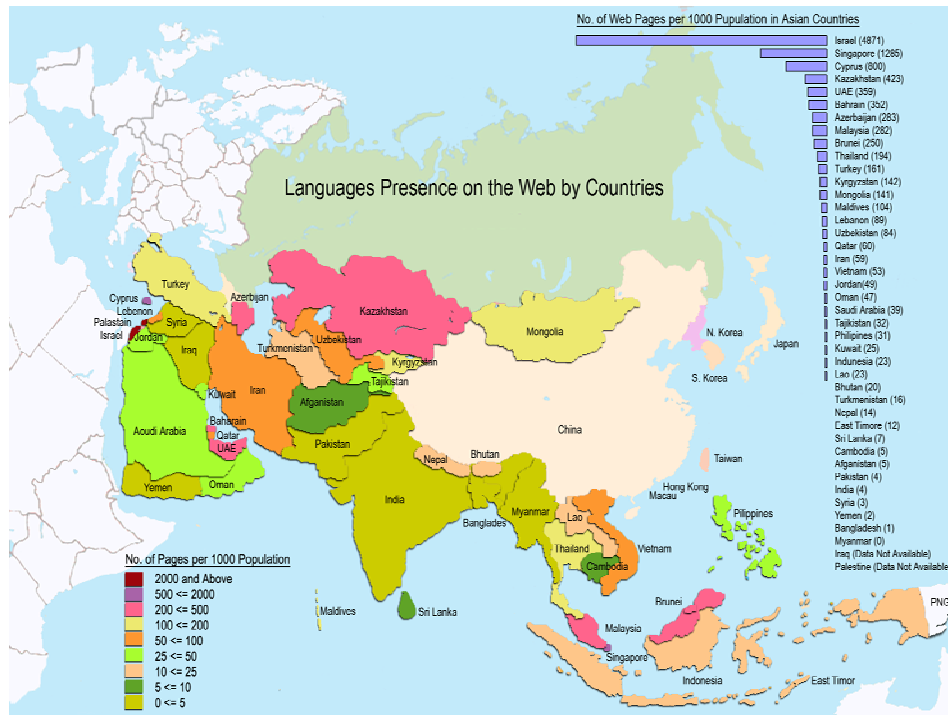 No. of Web Pages per 1000 Pupulation in Asian Countries
Israel (4871)
Singapore (1285)
Cyprus (800)
Kazakhstan (423)
UAE (359)
Bahrain (352)
Azerbaijan (283)
Malaysia (282)
Brunei (250)
Thailand (194)
Turkey (161)
Kyrgyzstan (142)
Mongolia (141)
Maldives (104)
Lebanon (89)
Uzbekistan (84)
Qatar (60)
Iran (59)
Vietnam (53)
Jordan(49)
Oman (47)
Saudi Arabia (39)
Tajikistan (32)
Philipines (31)
Kuwait (25)
Indunesia (23)
Lao (23)
Bhutan (20)
Turkmenistan (16)
Nepal (14)
East Timore (12)
Sri Lanka (7)
Cambodia (5)
Afganistan (5)
Pakistan (4)
India (4)
Syria (3)
Yemen (2)
Bangladesh (1)
Myanmar (0)
Iraq (Data Not Available)
Palestine (Data Not Available
Languages Presence on the Web by Countries
Turkey
Cyprus
Lebenon
Palastain
Israel
Jordan
Syria
Iraq
Azerbijan
Kazakhstan
Mongolia
Turkmonistan
Uzbekistan
Kyrgyzstan
Tajikistan
N. Korea
S. Korea
Japan
Kuwait
Iran
Afganistan
Baharain
Qatar
UAE
Aoudi Arabia
Yemen
Oman
Pakistan
Nepal
Bhutan
China
Taiwan
Hong Kong
Macau
India
Banglades
Myanmar
Lao
Thailand
Vietnam
Cambodia
Pilippines
Maldives
Sri Lanka
Brunei
Malaysia
Singapore
Indonesia
East Timor
PNG
No. of Pages per 1000 Population
2000 and Above
500 <= 2000
200 <= 500
100 <= 200
50 <= 100
25 <= 50
10 <= 25
5 <= 10
0 <= 5